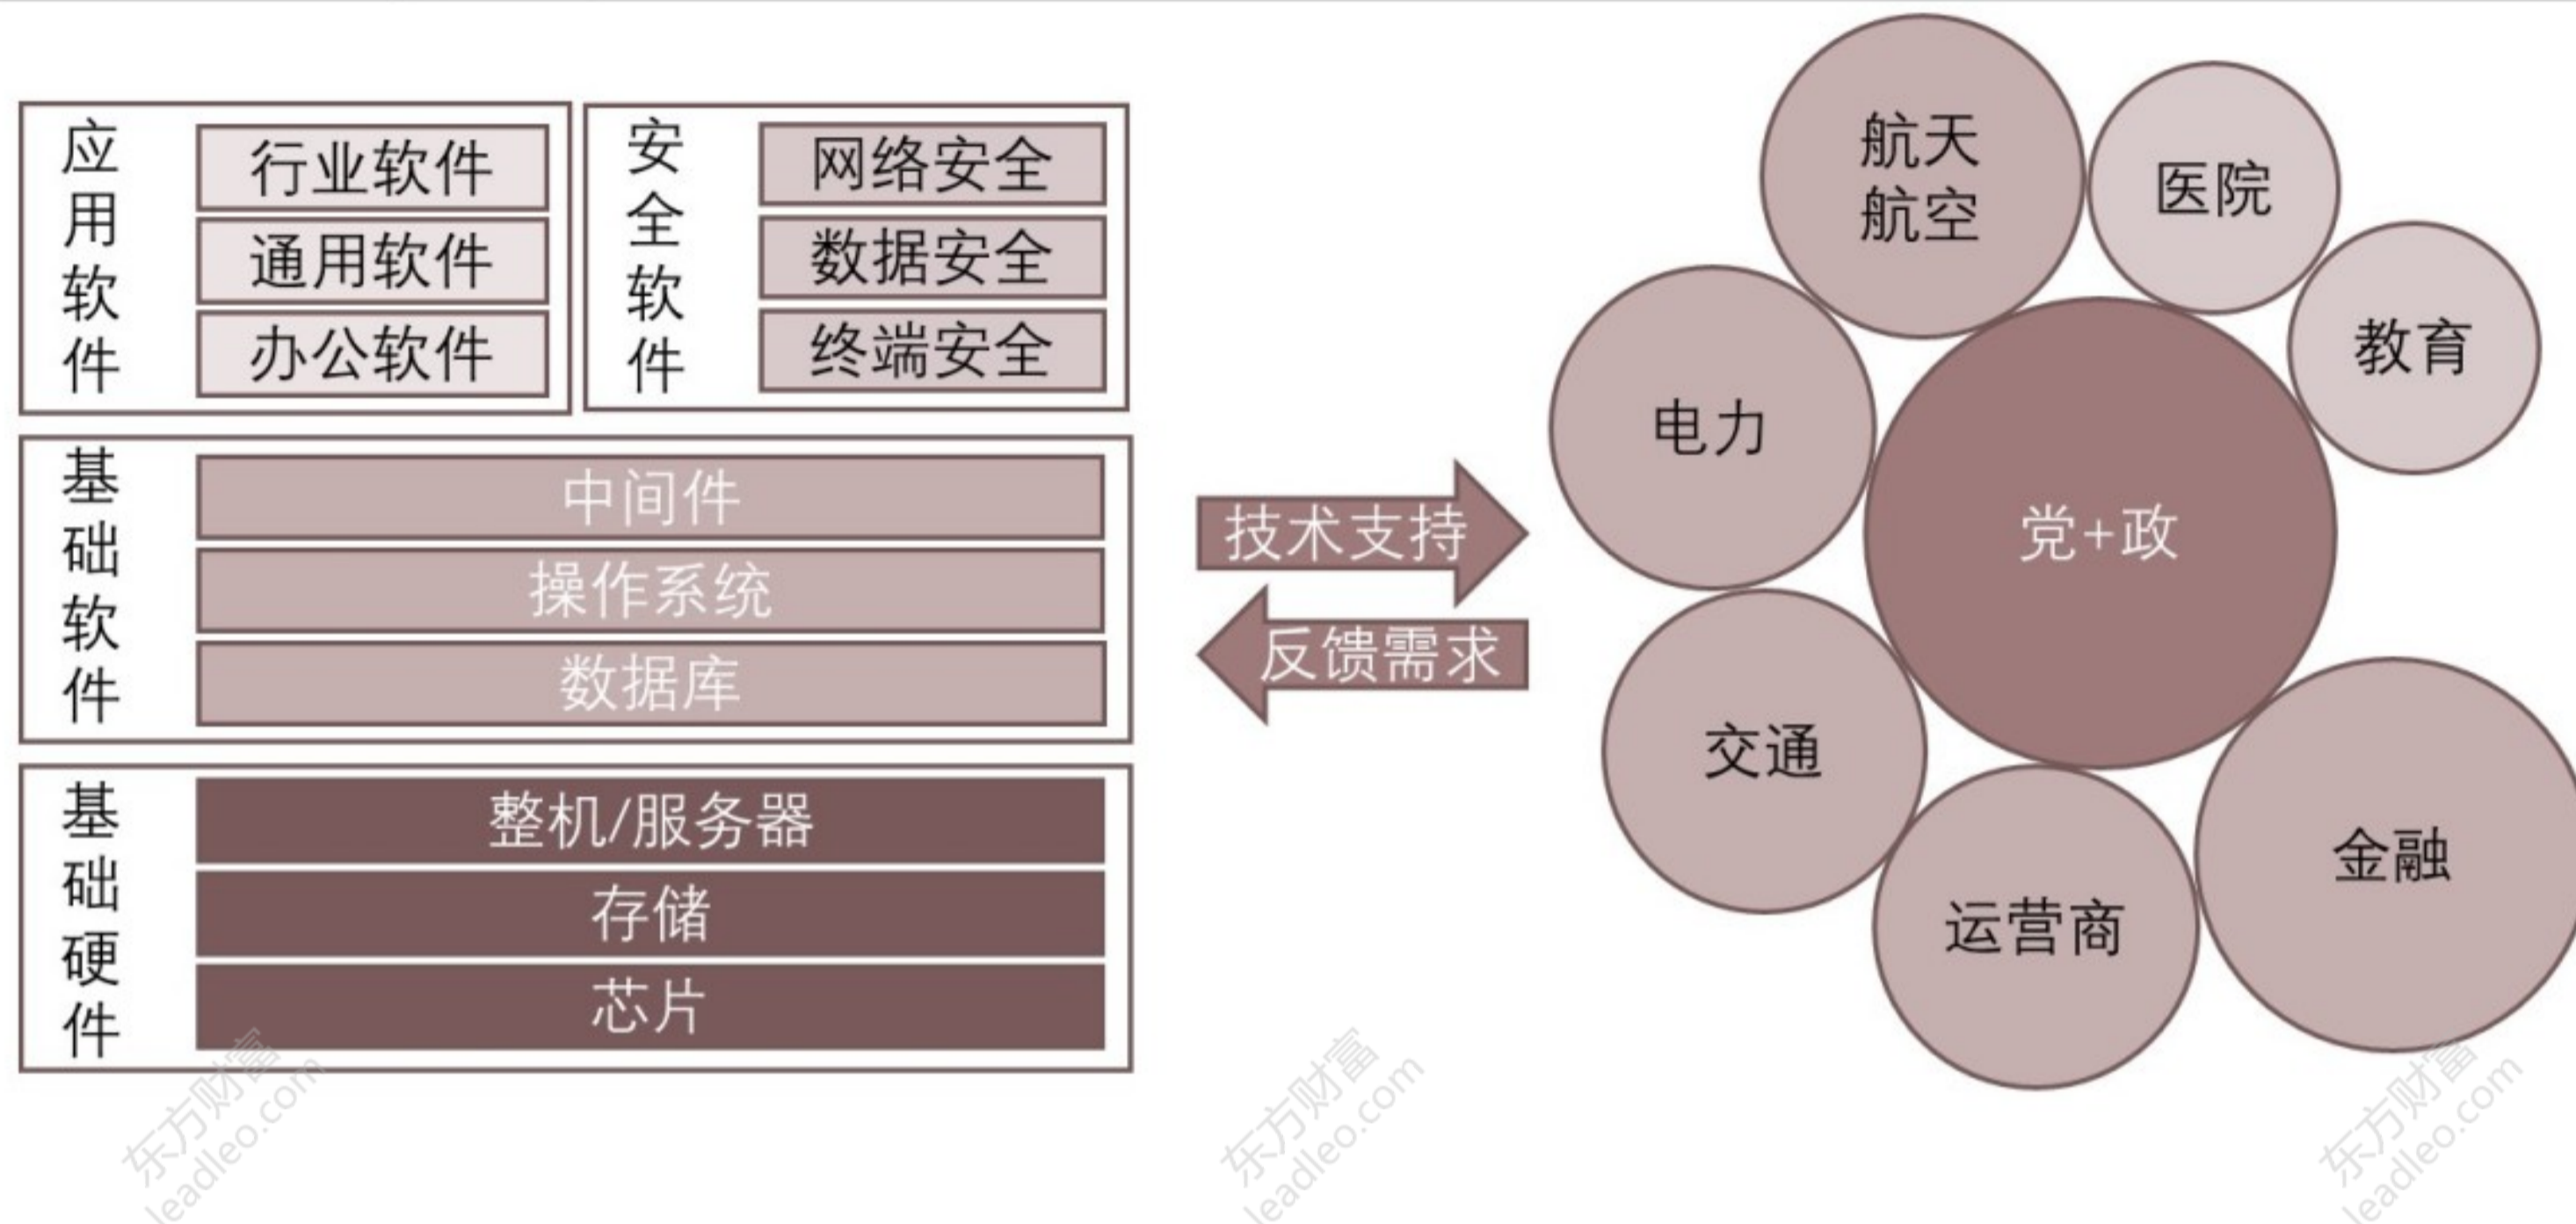 应用软件
行业软件
通用软件
办公软件
安全软件
网络安全
数据安全
终端安全
基础软件
中间件
操作系统
数据库
基础硬件
整机/服务器
存储
芯片
技术支持
反馈需求
航天
航空
医院
教育
电力
党+政
交通
运营商
金融
东方财富
leadleo.com
东方财富
leadleo.com
东方财富
leadleo.com